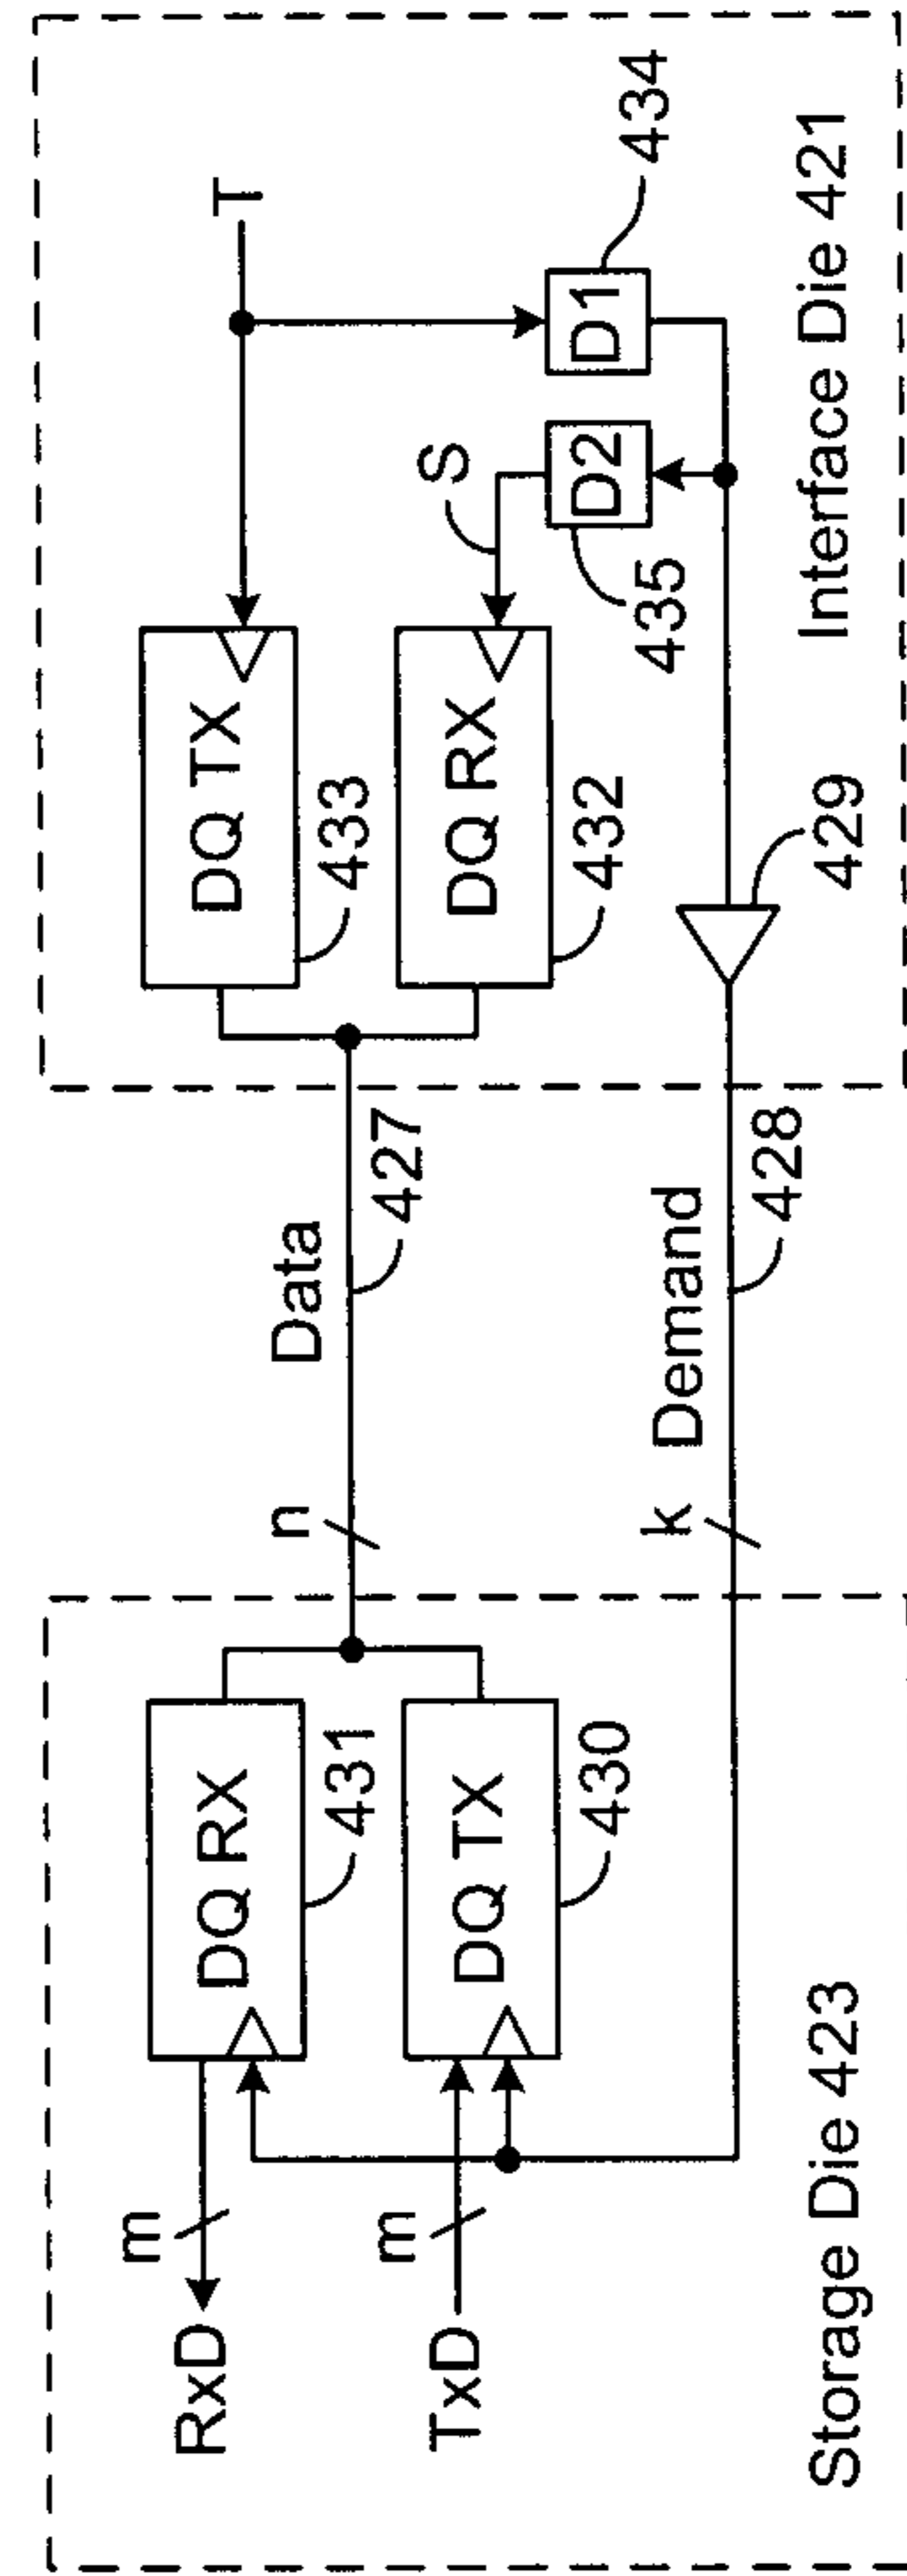 RxD
m
TxD
m
DQ RX
431
DQ TX
430
Storage Die 423
n
Data
427
k
Demand
428
DQ TX
433
DQ RX
432
429
T
S
D2
435
D1
434
Interface Die 421